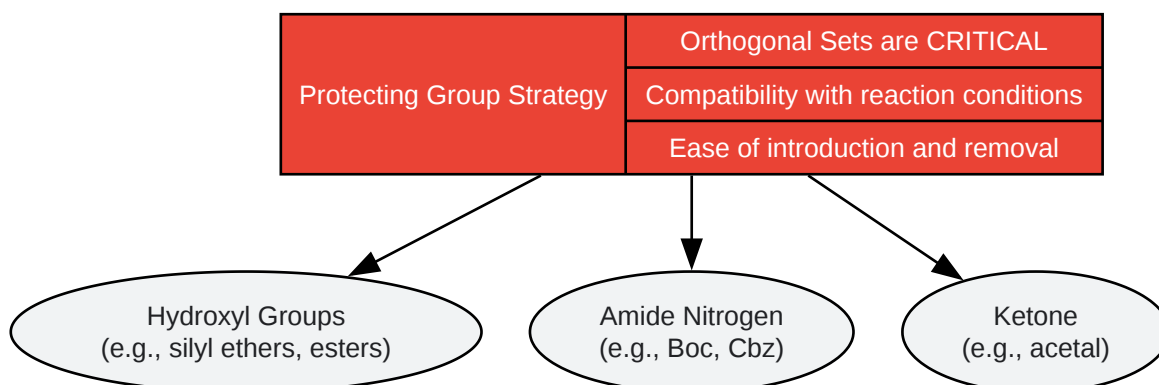 Protecting Group Strategy
Orthogonal Sets are CRITICAL
Compatibility with reaction conditions
Ease of introduction and removal
Hydroxyl Groups
(e.g., silyl ethers, esters)
Amide Nitrogen
(e.g., Boc, Cbz)
Ketone
(e.g., acetal)